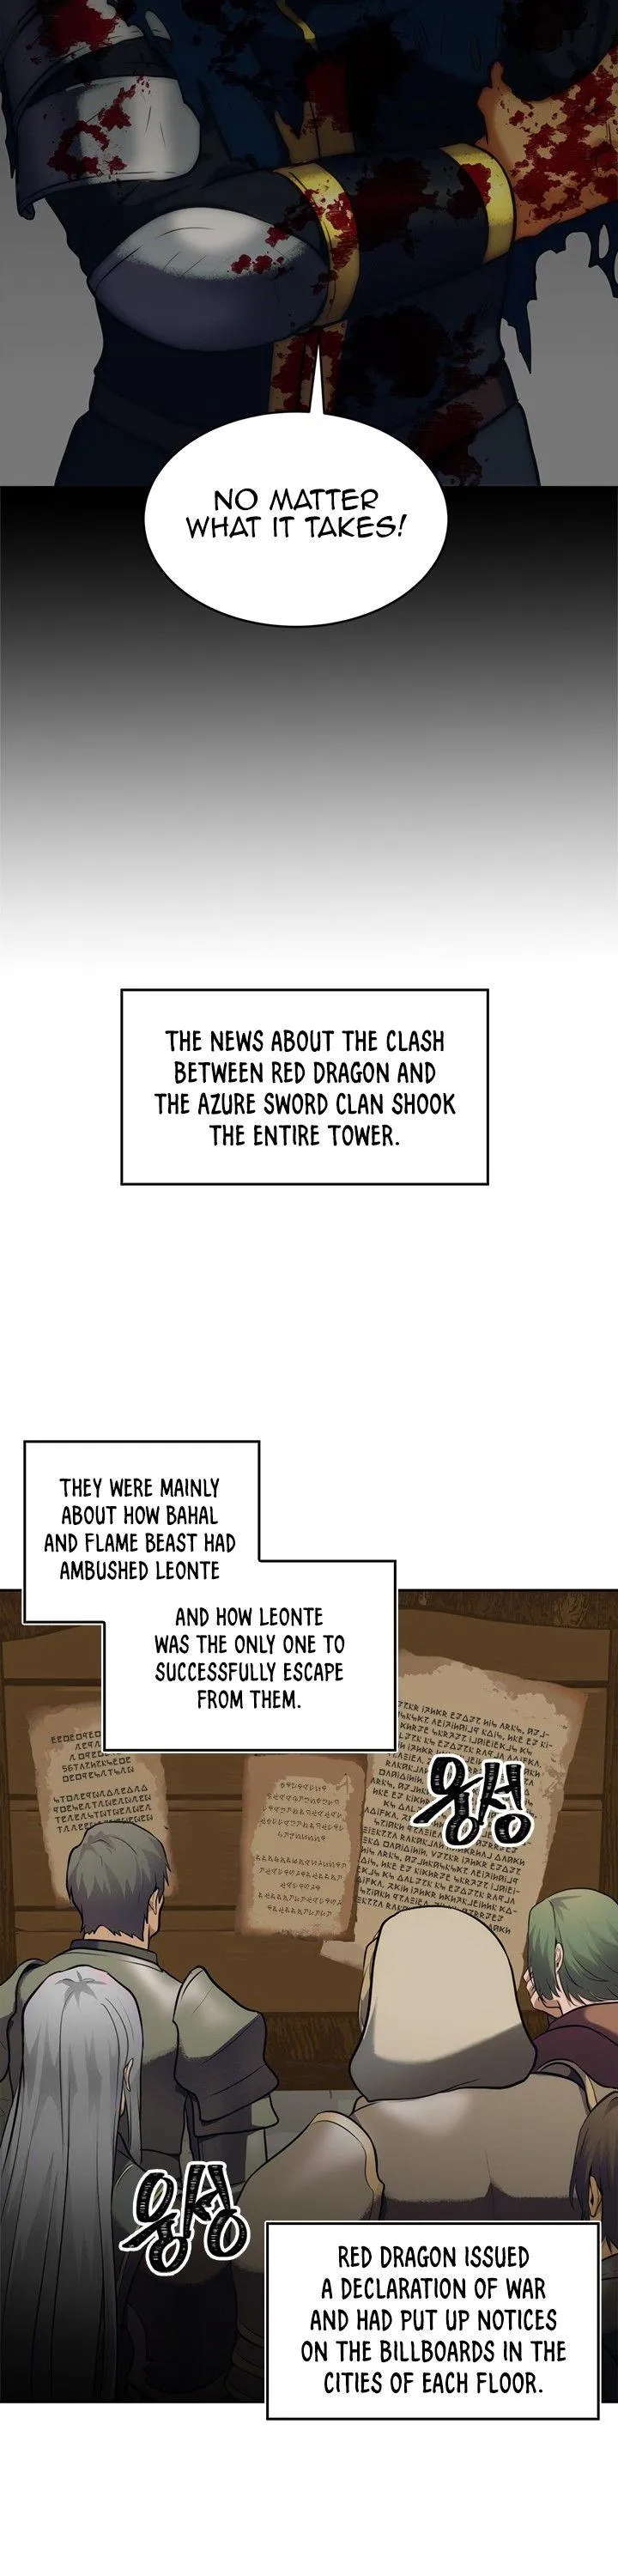 NO MATTER
WHAT IT TAKES!
THE NEWS ABOUT THE CLASH
BETWEEN RED DRAGON AND
THE AZURE SWORD CLAN SHOOK
THE ENTIRE TOWER.
THEY WERE MAINLY
ABOUT HOW BAHAL
AND FLAME BEAST HAD
AMBUSHED LEONTE
AND HOW LEONTE
WAS THE ONLY ONE TO
SUCCESSFULLY ESCAPE
FROM THEM.
웅성
웅성
RED DRAGON ISSUED
A DECLARATION OF WAR
AND HAD PUT UP NOTICES
ON THE BILLBOARDS IN THE
CITIES OF EACH FLOOR.